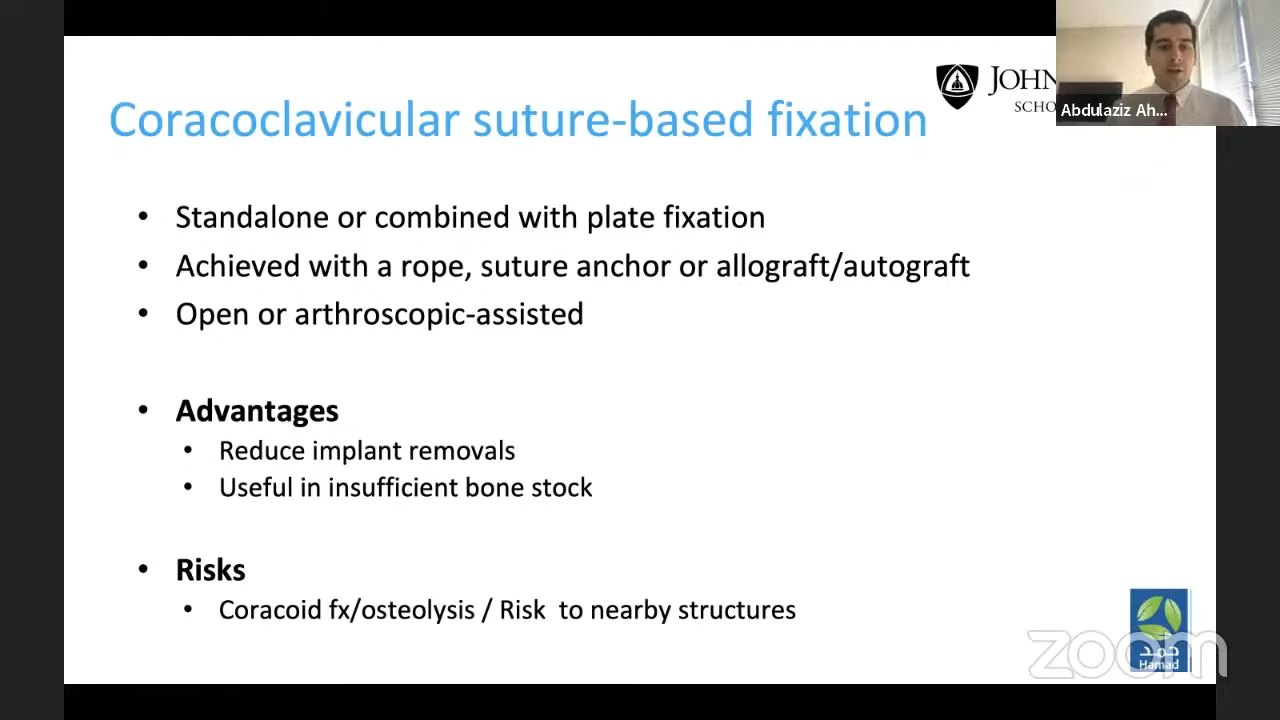 JOHN
SCHO
Abdulaziz Ah...
Coracoclavicular suture-based fixation
• Standalone or combined with plate fixation
• Achieved with a rope, suture anchor or allograft/autograft
• Open or arthroscopic-assisted
• Advantages
• Reduce implant removals
• Useful in insufficient bone stock
• Risks
• Coracoid fx/osteolysis / Risk to nearby structures
حمد
Hamad
zoom